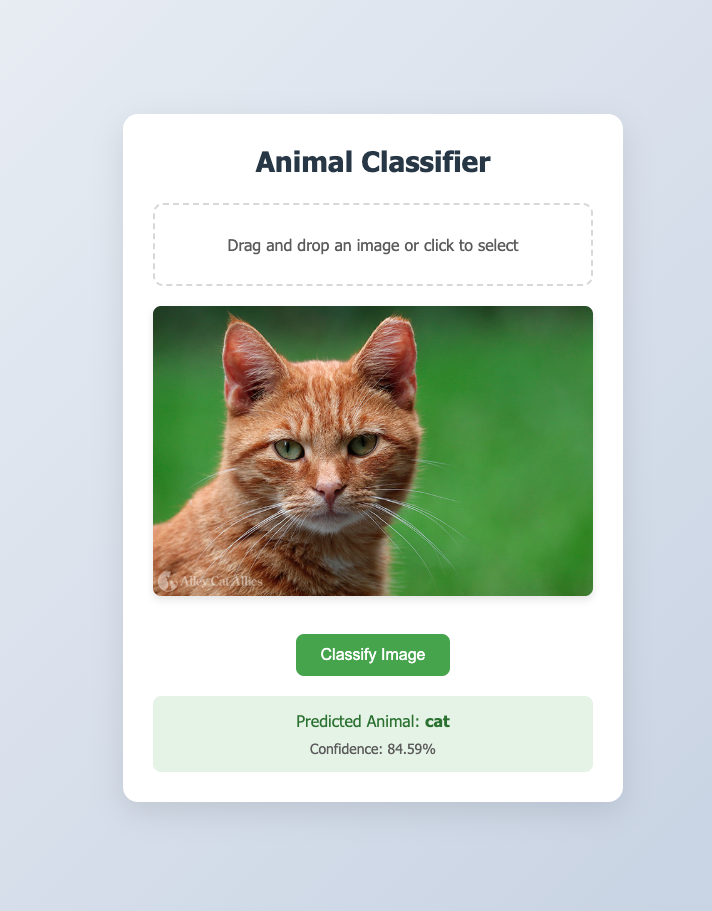 Animal Classifier
Drag and drop an image or click to select
Alley Cat Allies
Classify Image
Predicted Animal: cat
Confidence: 84.59%